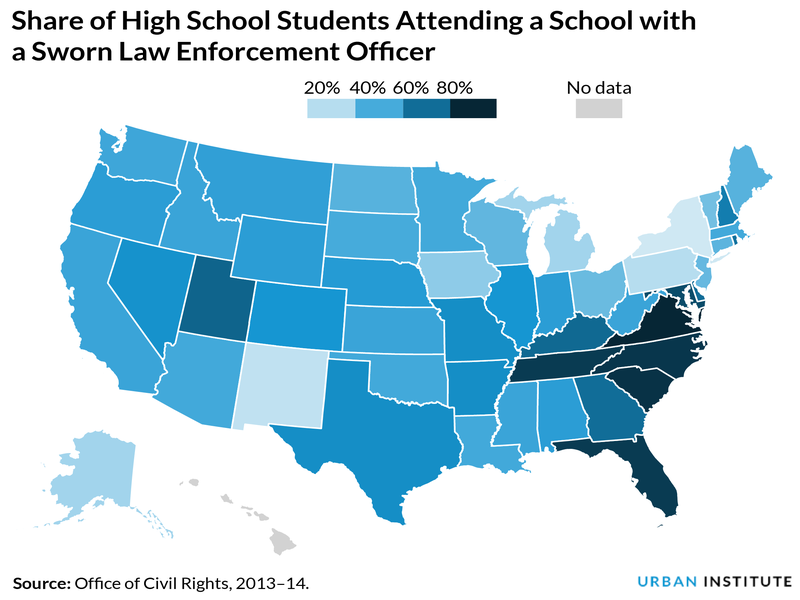 Share of High School Students Attending a School with
a Sworn Law Enforcement Officer
20% 40% 60% 80% No data
Source: Office of Civil Rights, 2013–14.
URBAN INSTITUTE